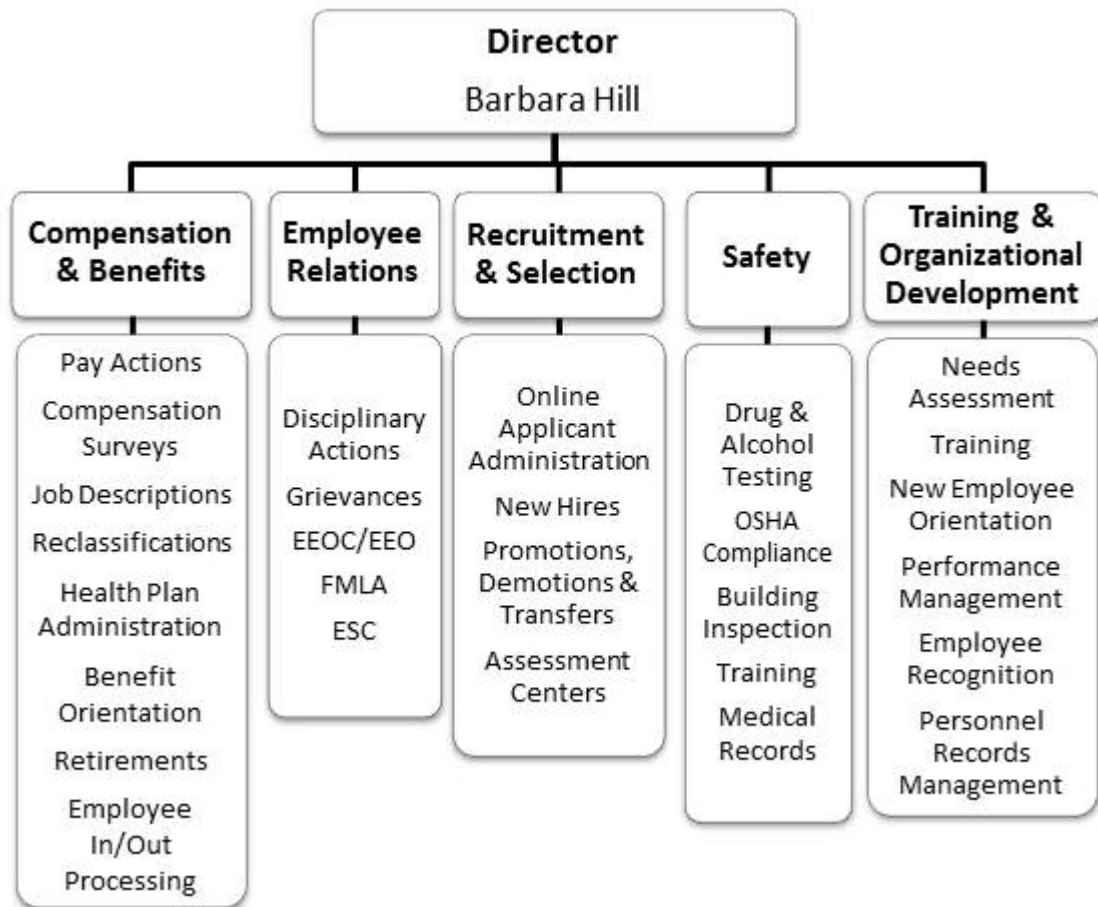 Director
Barbara Hill
Compensation
& Benefits
Pay Actions
Compensation
Surveys
Job Descriptions
Reclassifications
Health Plan
Administration
Benefit
Orientation
Retirements
Employee
In/Out
Processing
Employee
Relations
Disciplinary
Actions
Grievances
EEOC/EEO
FMLA
ESC
Recruitment
& Selection
Online
Applicant
Administration
New Hires
Promotions,
Demotions &
Transfers
Assessment
Centers
Safety
Drug &
Alcohol
Testing
OSHA
Compliance
Building
Inspection
Training
Medical
Records
Training &
Organizational
Development
Needs
Assessment
Training
New Employee
Orientation
Performance
Management
Employee
Recognition
Personnel
Records
Management